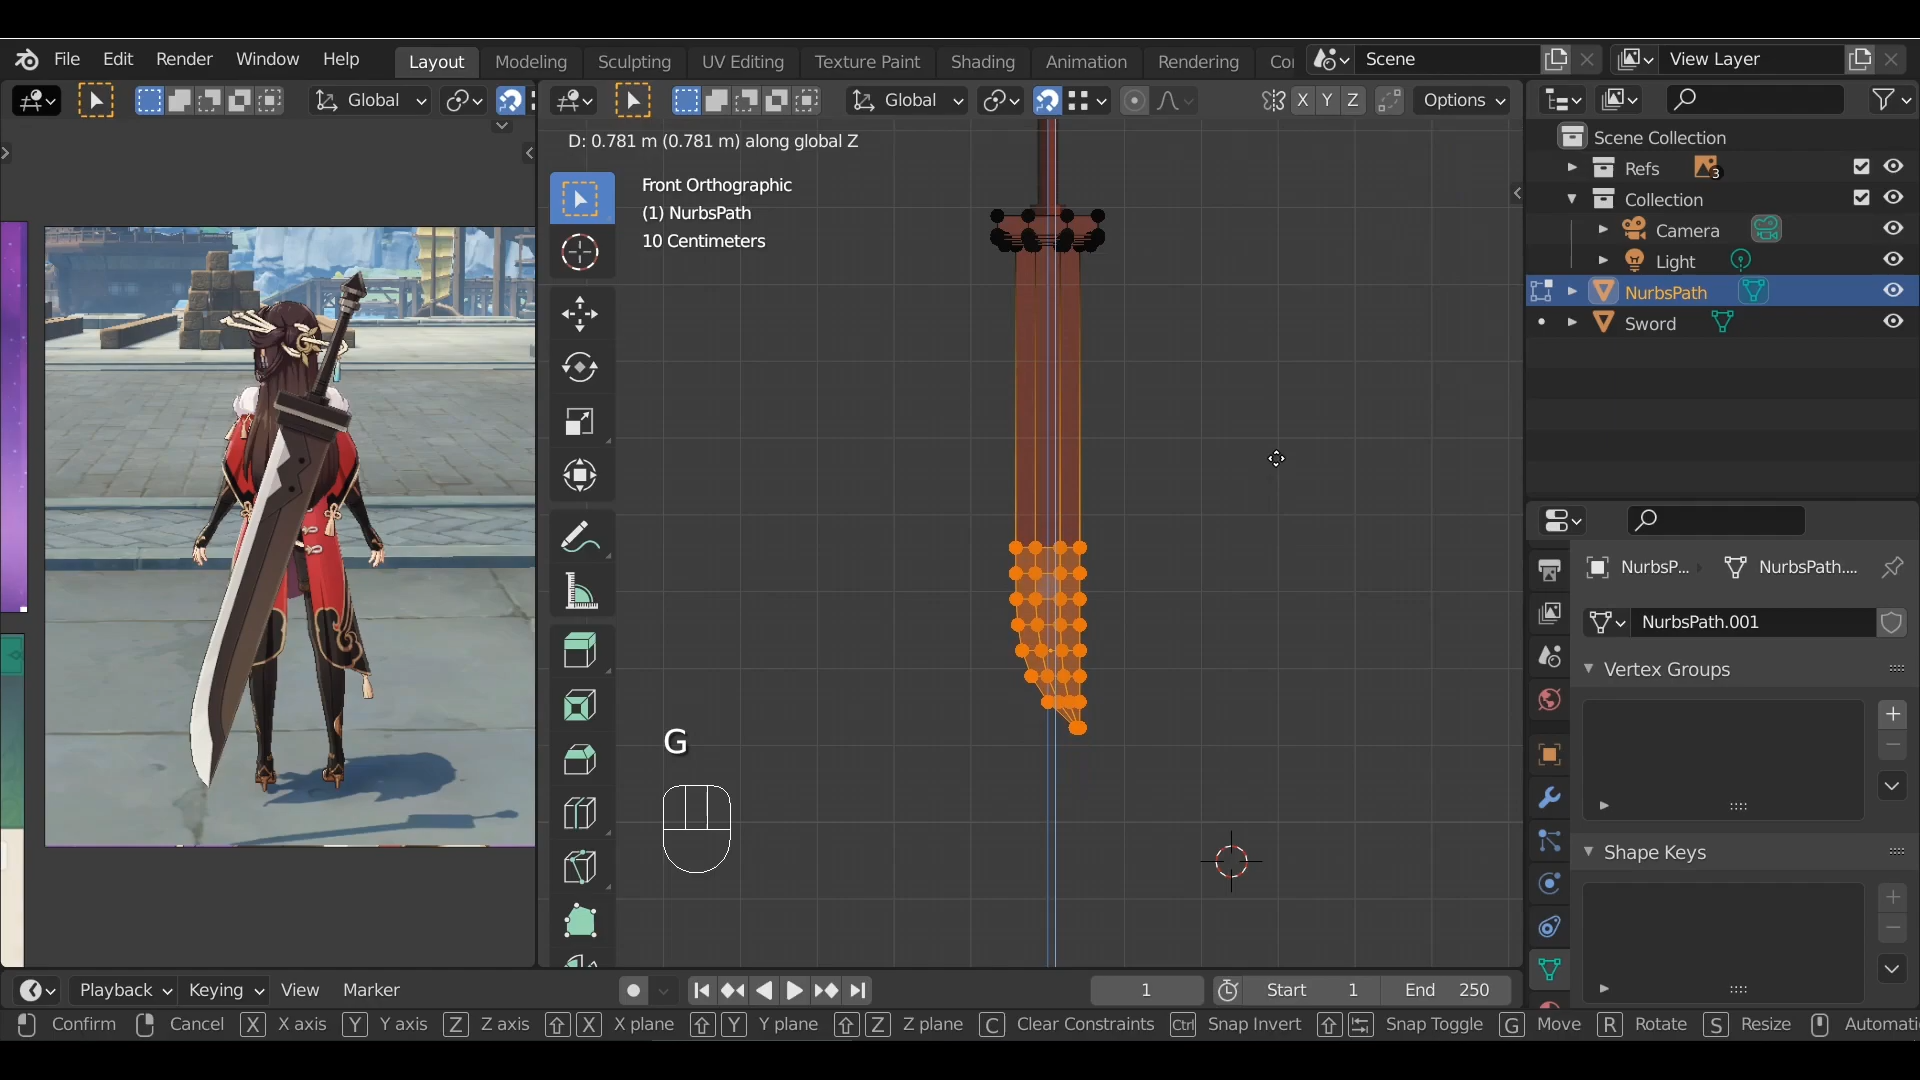 File Edit Render Window Help Layout Modeling Sculpting UV Editing Texture Paint Shading Animation Rendering Co Scene View Layer
Global Global X Y Z Options
D: 0.781 m (0.781 m) along global Z
Front Orthographic
(1) NurbsPath
10 Centimeters
G
Scene Collection
Refs 3
Collection
Camera
Light
NurbsPath
Sword
NurbsP... NurbsPath....
NurbsPath.001
Vertex Groups
Shape Keys
Playback Keying View Marker 1 Start 1 End 250
Confirm Cancel X X axis Y Y axis Z Z axis X X plane Y Y plane Z Z plane C Clear Constraints Ctrl Snap Invert Snap Toggle G Move R Rotate S Resize Automati